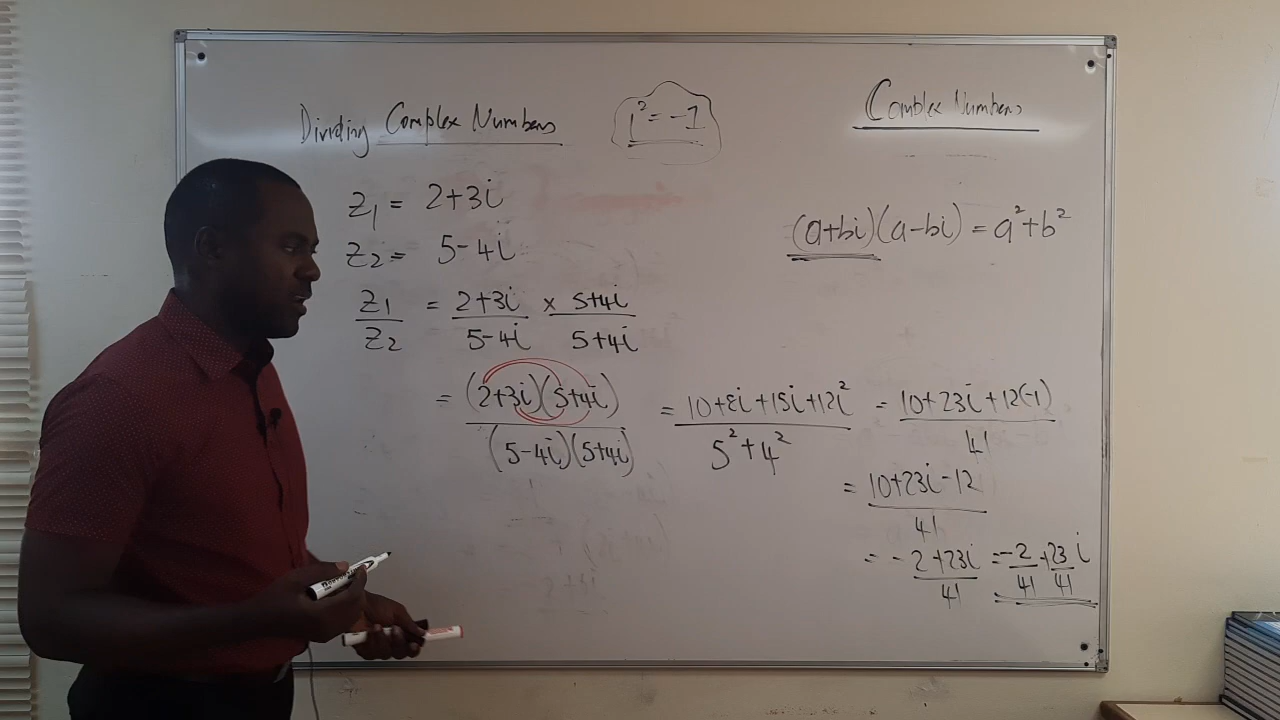 Dividing Complex Numbers
i² = -1
Complex Numbers
z₁ = 2+3i
z₂ = 5-4i
(a+bi)(a-bi) = a²+b²
z₁/z₂ = (2+3i)/(5-4i) × (5+4i)/(5+4i)
= (2+3i)(5+4i)/(5-4i)(5+4i) = (10+8i+15i+12i²)/(5²+4²) = (10+23i+12(-1))/41
= (10+23i-12)/41
= (-2+23i)/41 = -2/41 + 23/41 i